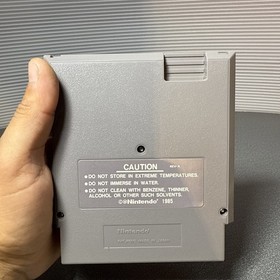 CAUTION
•DO NOT STORE IN EXTREME TEMPERATURES.
•DO NOT IMMERSE IN WATER.
•DO NOT CLEAN WITH BENZENE, THINNER,
ALCOHOL OR OTHER SUCH SOLVENTS.
©®Nintendo® 1985
Nintendo